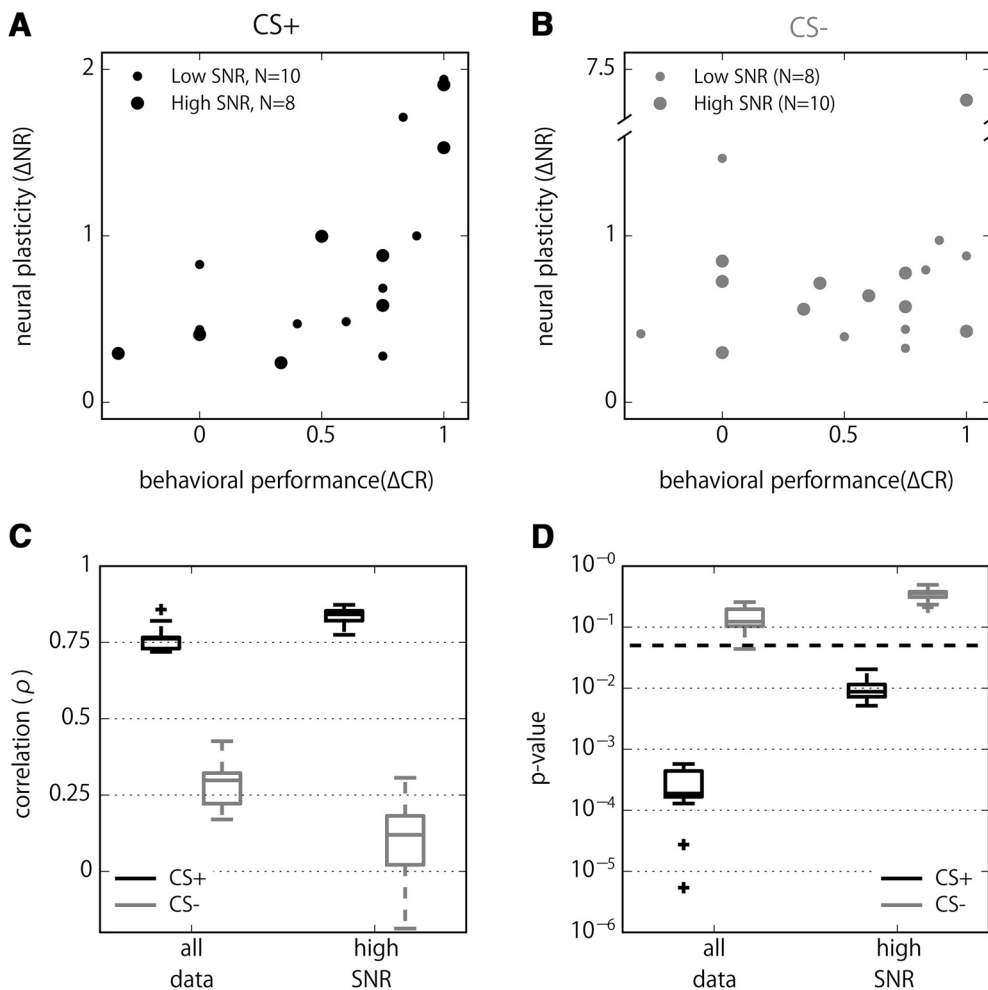 A
CS+
2
1
0
neural plasticity (ΔNR)
Low SNR, N=10
High SNR, N=8
0
0.5
1
behavioral performance(ΔCR)
B
CS-
7.5
1
0
neural plasticity (ΔNR)
Low SNR (N=8)
High SNR (N=10)
0
0.5
1
behavioral performance(ΔCR)
C
1
0.75
0.5
0.25
0
correlation (ρ)
CS+
CS-
all
data
high
SNR
D
10^−0
10^−1
10^−2
10^−3
10^−4
10^−5
10^−6
p-value
CS+
CS-
all
data
high
SNR